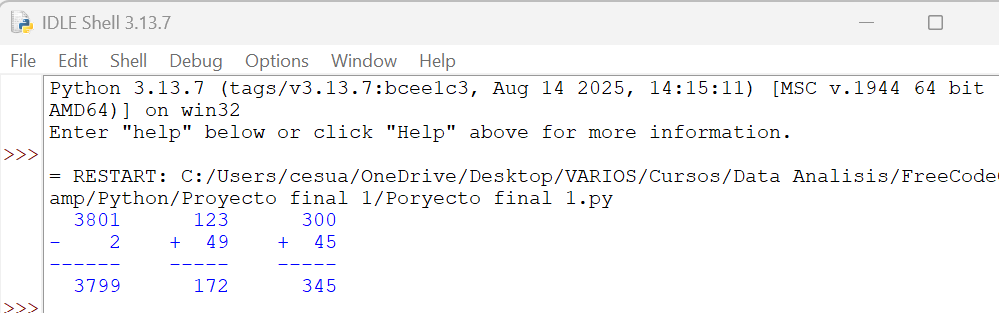 IDLE Shell 3.13.7
File Edit Shell Debug Options Window Help
Python 3.13.7 (tags/v3.13.7:bcee1c3, Aug 14 2025, 14:15:11) [MSC v.1944 64 bit
AMD64)] on win32
Enter "help" below or click "Help" above for more information.
>>>
= RESTART: C:/Users/cesua/OneDrive/Desktop/VARIOS/Cursos/Data Analisis/FreeCode
amp/Python/Proyecto final 1/Poryecto final 1.py
  3801      123      300
-    2    +  49    +  45
------    -----    -----
  3799      172      345
>>>